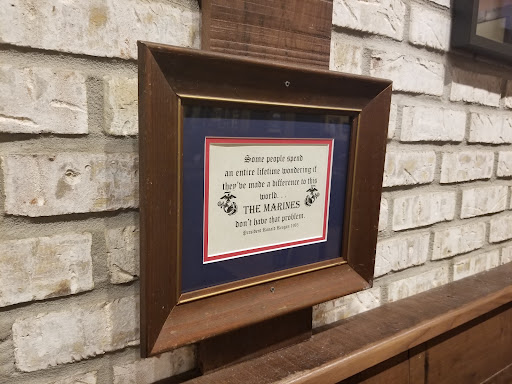 Some people spend
an entire lifetime wondering if
they've made a difference to this
world. . .
THE MARINES
don't have that problem.
President Ronald Reagan 1985